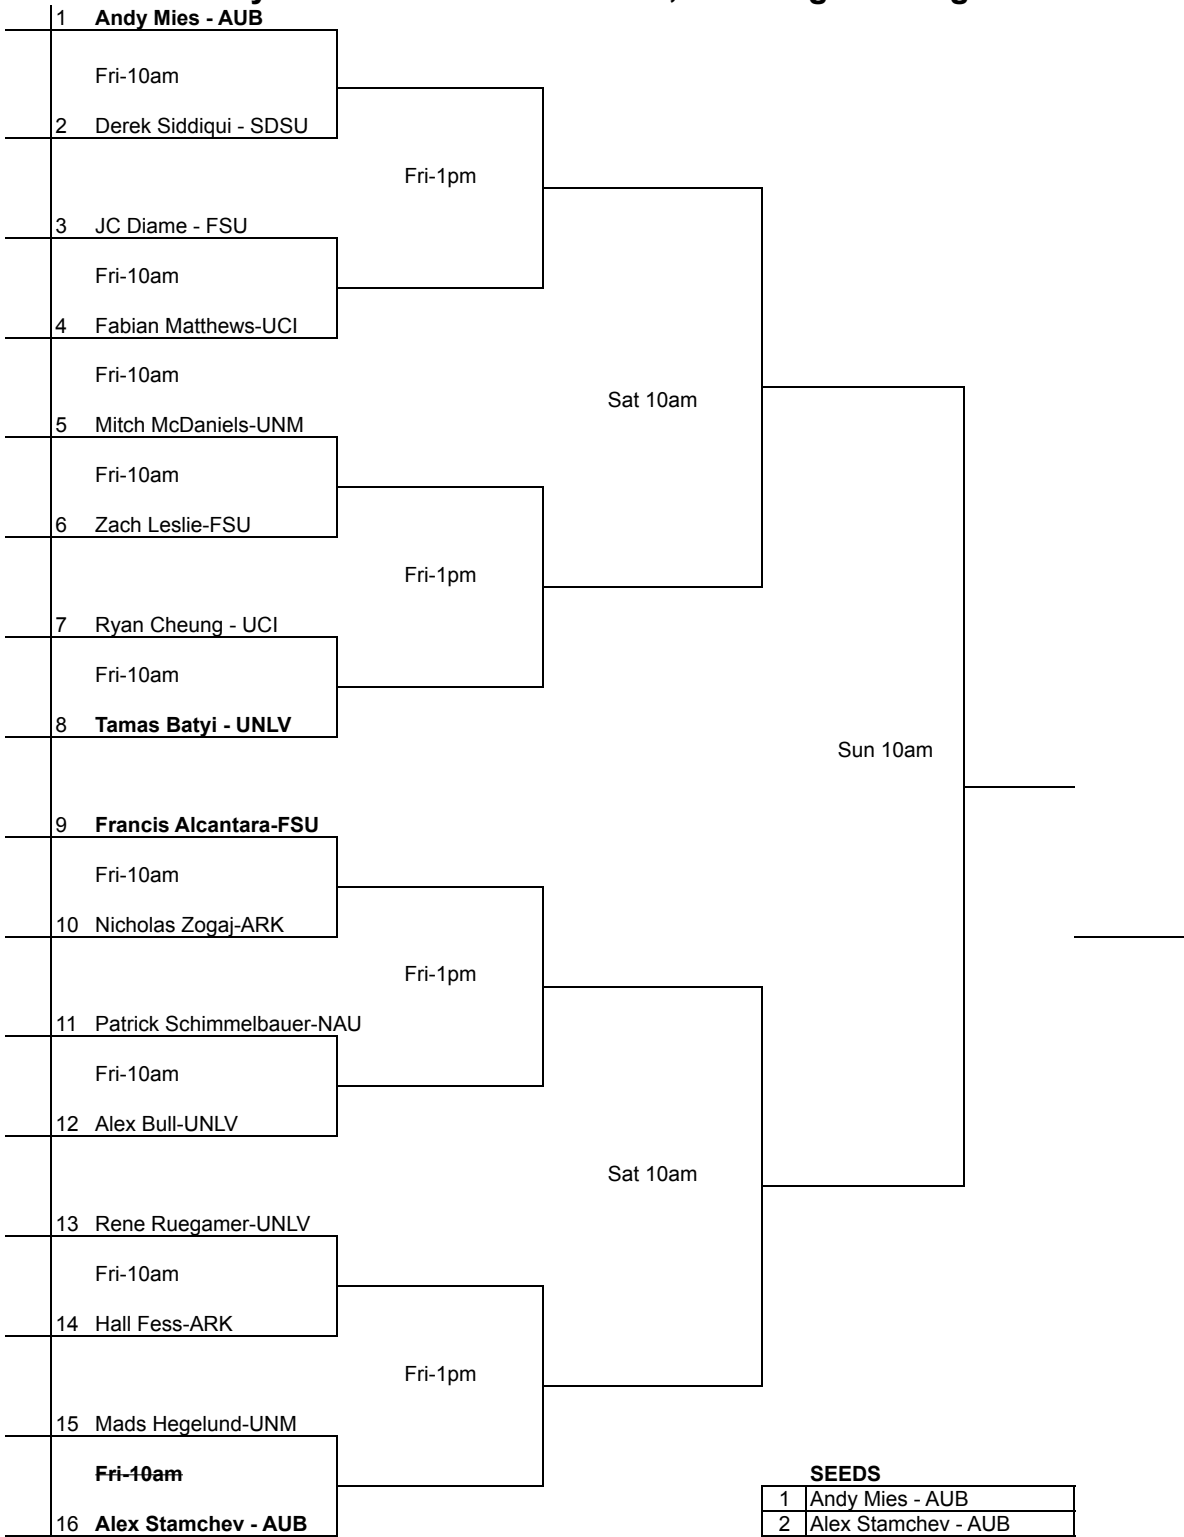 1 Andy Mies - AUB
Fri-10am
2 Derek Siddiqui - SDSU
Fri-1pm
3 JC Diame - FSU
Fri-10am
4 Fabian Matthews-UCI
Fri-10am
Sat 10am
5 Mitch McDaniels-UNM
Fri-10am
6 Zach Leslie-FSU
Fri-1pm
7 Ryan Cheung - UCI
Fri-10am
8 Tamas Batyi - UNLV
Sun 10am
9 Francis Alcantara-FSU
Fri-10am
10 Nicholas Zogaj-ARK
Fri-1pm
11 Patrick Schimmelbauer-NAU
Fri-10am
12 Alex Bull-UNLV
Sat 10am
13 Rene Ruegamer-UNLV
Fri-10am
14 Hall Fess-ARK
Fri-1pm
15 Mads Hegelund-UNM
Fri-10am
16 Alex Stamchev - AUB
SEEDS
1 Andy Mies - AUB
2 Alex Stamchev - AUB